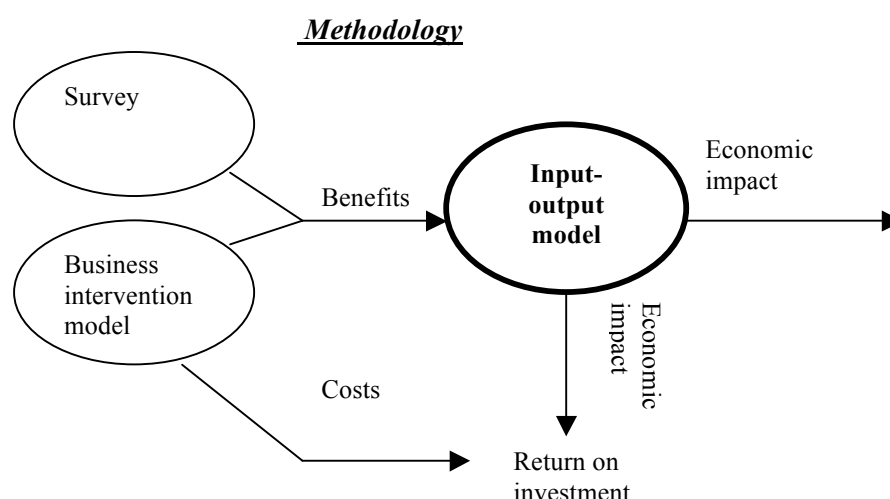 Methodology
Survey
Economic
impact
Input-
output
model
Benefits
Business
intervention
model
Economic
impact
Costs
Return on
investment